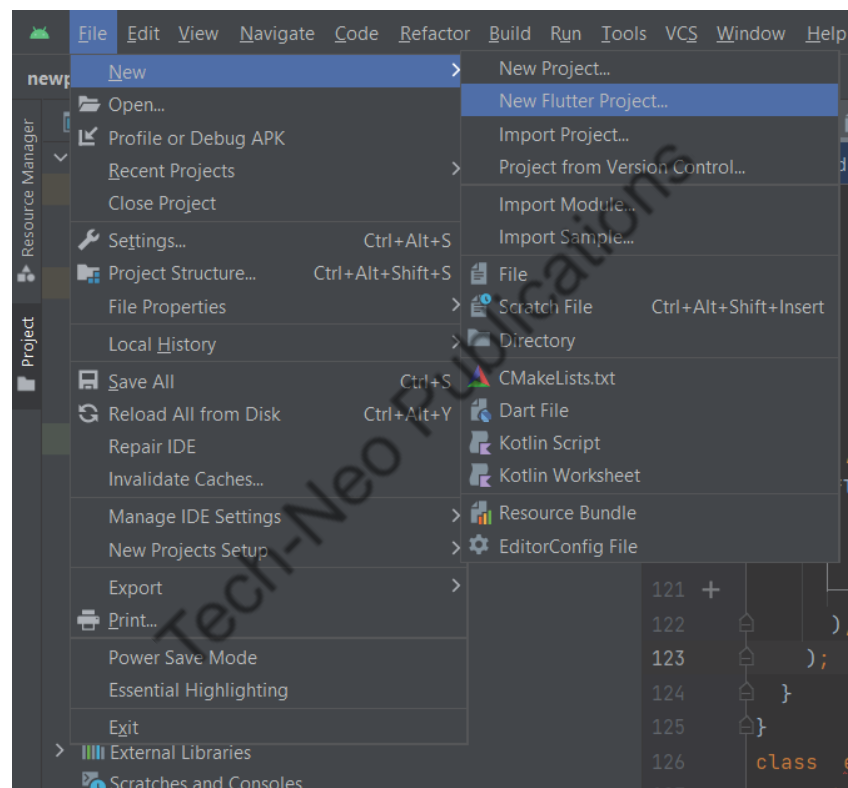 File Edit View Navigate Code Refactor Build Run Tools VCS Window Help
newp
Resource Manager
Project
New
Open...
Profile or Debug APK
Recent Projects
Close Project
Settings... Ctrl+Alt+S
Project Structure... Ctrl+Alt+Shift+S
File Properties
Local History
Save All Ctrl+S
Reload All from Disk Ctrl+Alt+Y
Repair IDE
Invalidate Caches...
Manage IDE Settings
New Projects Setup
Export
Print...
Power Save Mode
Essential Highlighting
Exit
External Libraries
Scratches and Consoles
New Project...
New Flutter Project...
Import Project...
Project from Version Control...
Import Module...
Import Sample...
File
Scratch File Ctrl+Alt+Shift+Insert
Directory
CMakeLists.txt
Dart File
Kotlin Script
Kotlin Worksheet
Resource Bundle
EditorConfig File
121
122 ),
123 );
124 }
125 }
126 class
Tech-Neo Publications